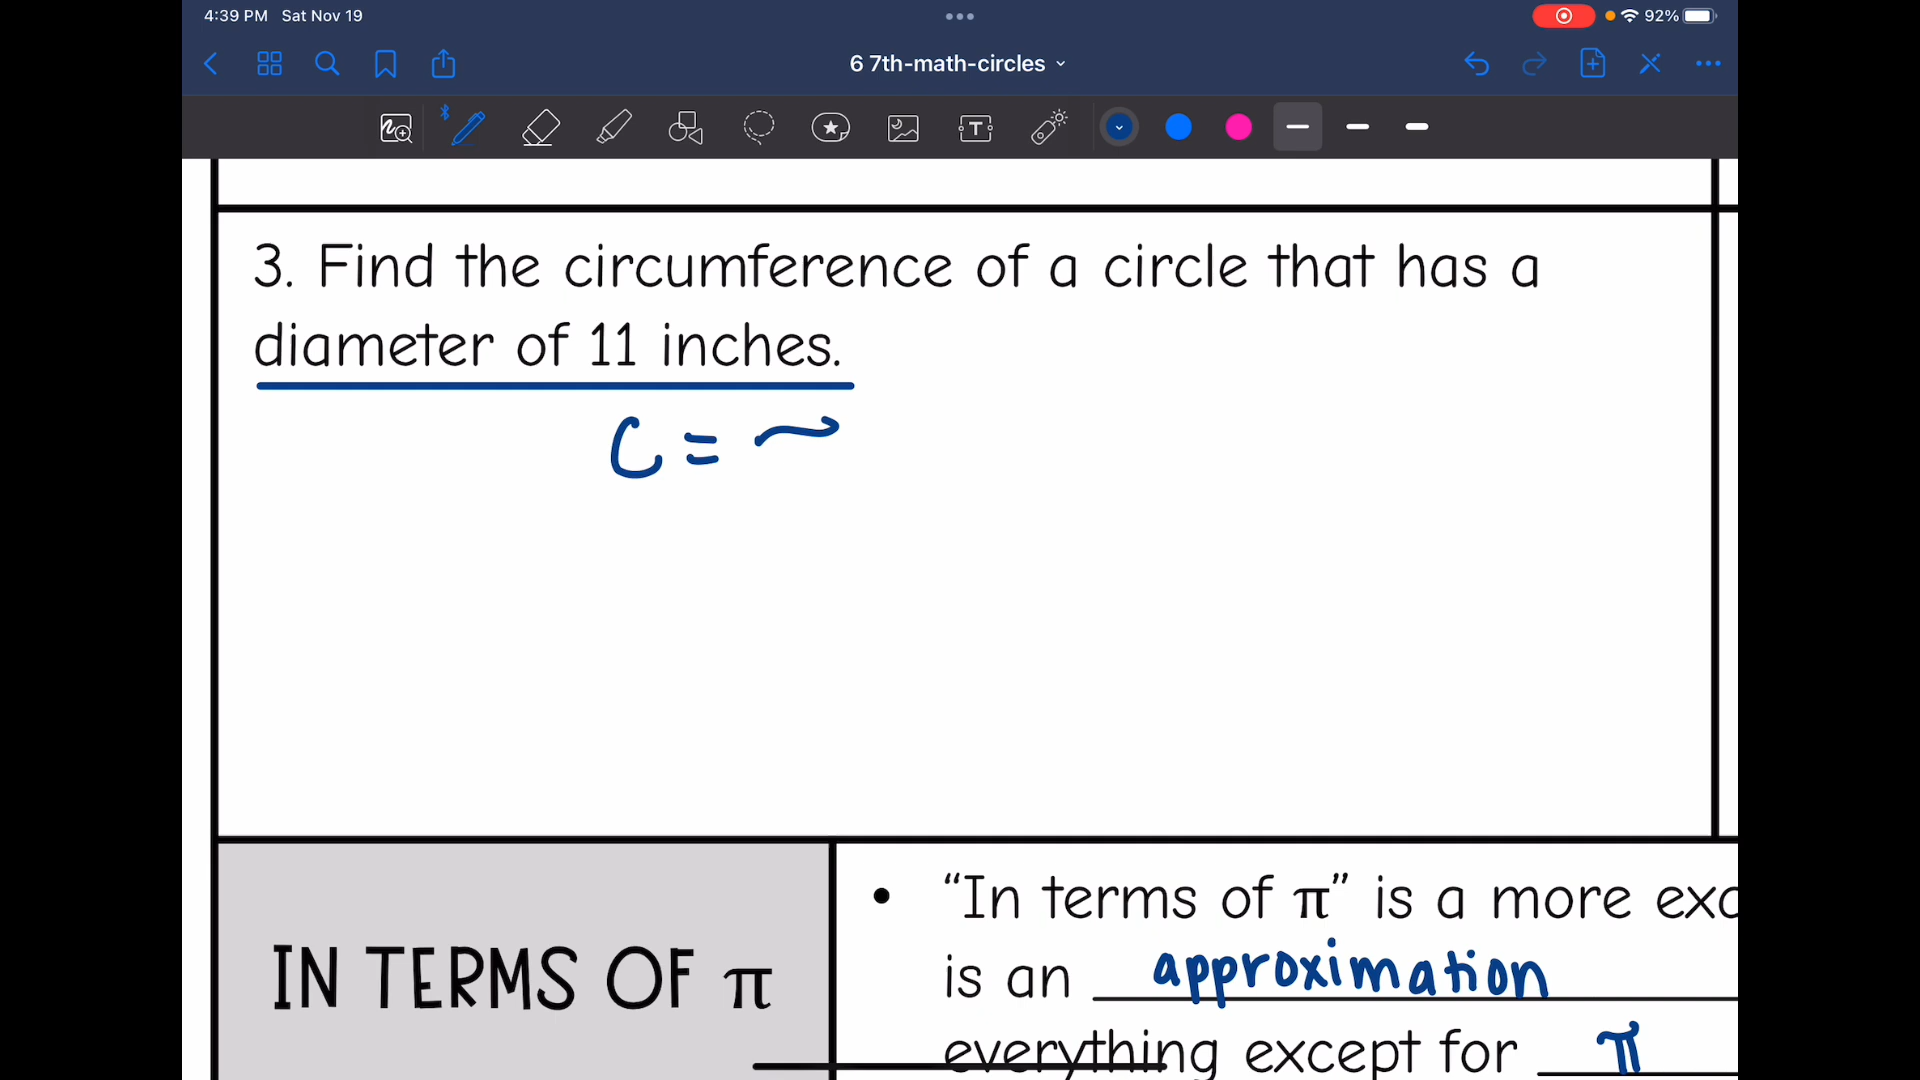 4:39 PM Sat Nov 19
92%
6 7th-math-circles
3. Find the circumference of a circle that has a
diameter of 11 inches.
C =
IN TERMS OF π
• “In terms of π” is a more
is an approximation
everything except for π